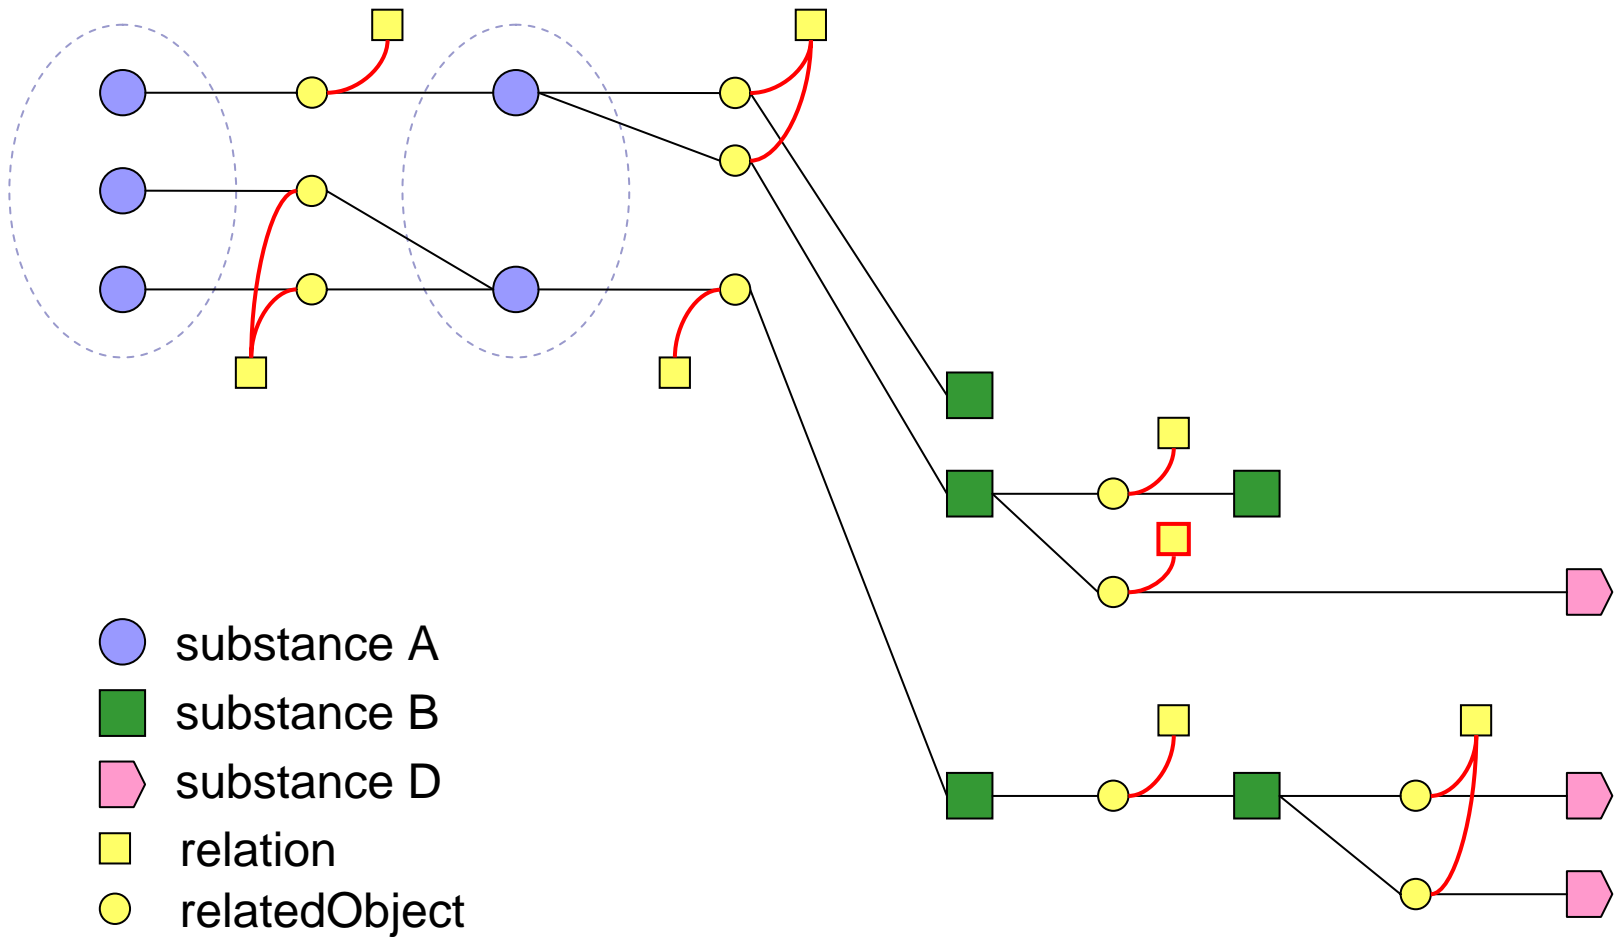 substance A
substance B
substance D
relation
relatedObject